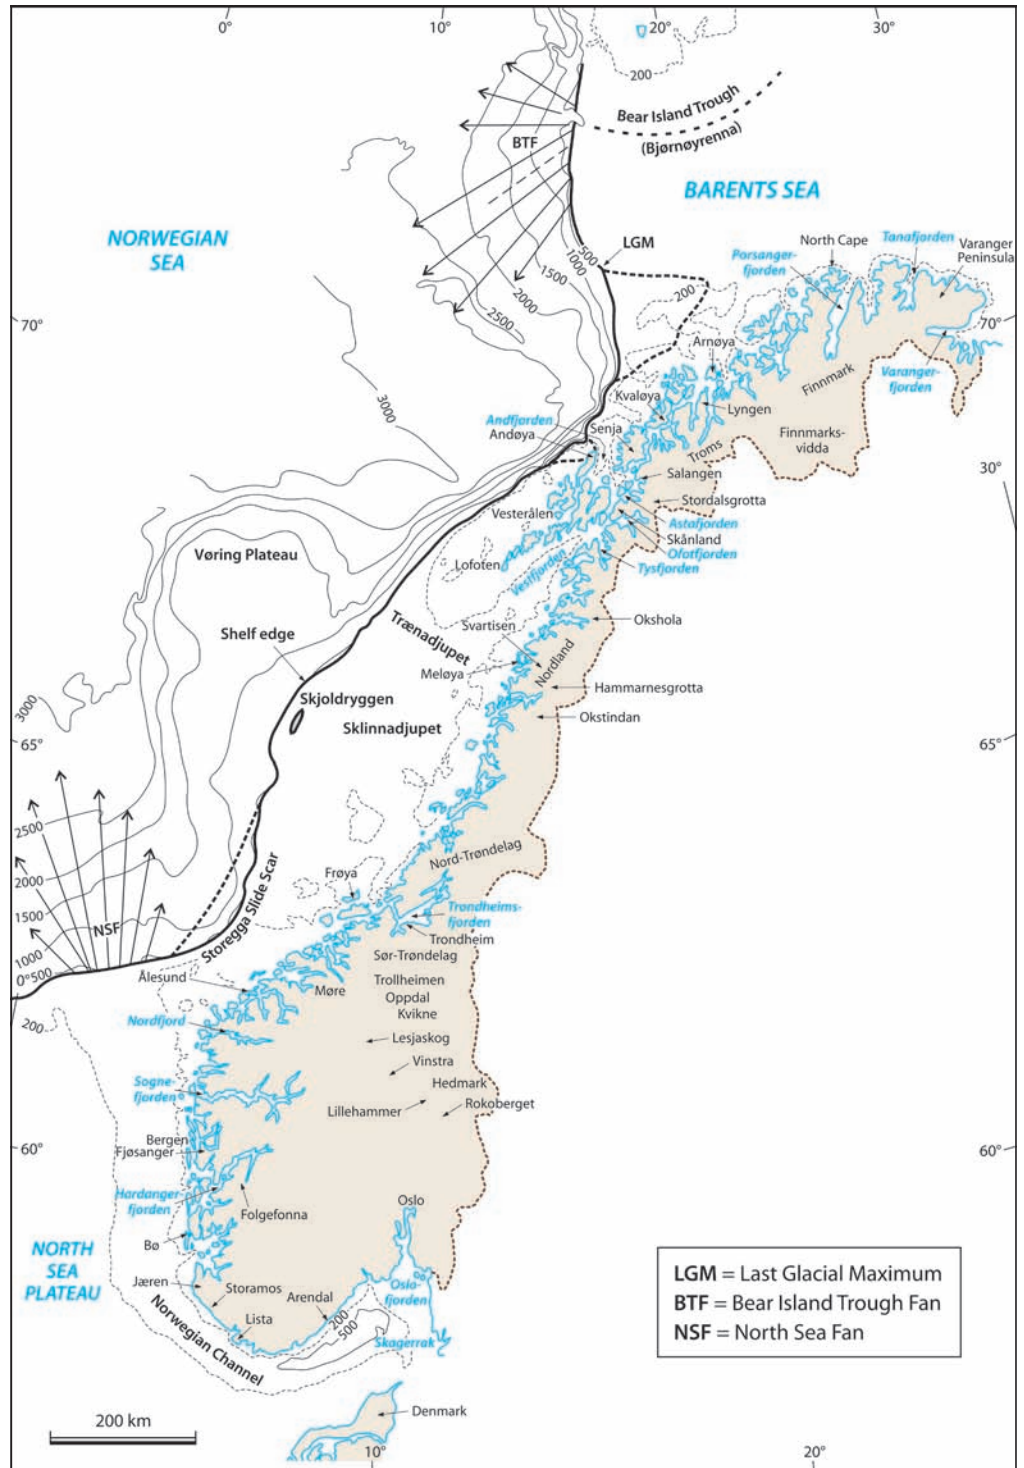 0°
10°
20°
30°
200
Bear Island Trough
(Bjørnøyrenna)
BTF
BARENTS SEA
NORWEGIAN
SEA
LGM
500
1000
1500
2000
2500
3000
200
North Cape
Tanafjorden
Porsanger-
fjorden
Varanger
Peninsula
70°
70°
Arnøya
Varanger-
fjorden
Finnmark
Kvaløya
Lyngen
Andfjorden
Andøya
Senja
Finnmarks-
vidda
Troms
30°
Salangen
Stordalsgrotta
Vesterålen
Astafjorden
Skånland
Ofotfjorden
Tysfjorden
Vøring Plateau
Lofoten
Vestfjorden
Svartisen
Okshola
Shelf edge
Trænadjupet
Meløya
Nordland
Hammarnesgrotta
Skjoldryggen
Sklinnadjupet
Okstindan
3000
65°
65°
2500
2000
1500
1000
0°500
NSF
Storegga Slide Scar
Nord-Trøndelag
Frøya
Trondheims-
fjorden
Trondheim
Sør-Trøndelag
Ålesund
Møre
Trollheimen
Oppdal
Kvikne
200
Nordfjord
Lesjaskog
Vinstra
Sogne-
fjorden
Hedmark
Lillehammer
Rokoberget
Bergen
Fjøsanger
60°
60°
Hardanger-
fjorden
Folgefonna
Oslo
Bø
NORTH
SEA
PLATEAU
Jæren
Storamos
Arendal
Oslo-
fjorden
Lista
200
500
Norwegian Channel
Skagerrak
LGM = Last Glacial Maximum
BTF = Bear Island Trough Fan
NSF = North Sea Fan
Denmark
200 km
10°
20°